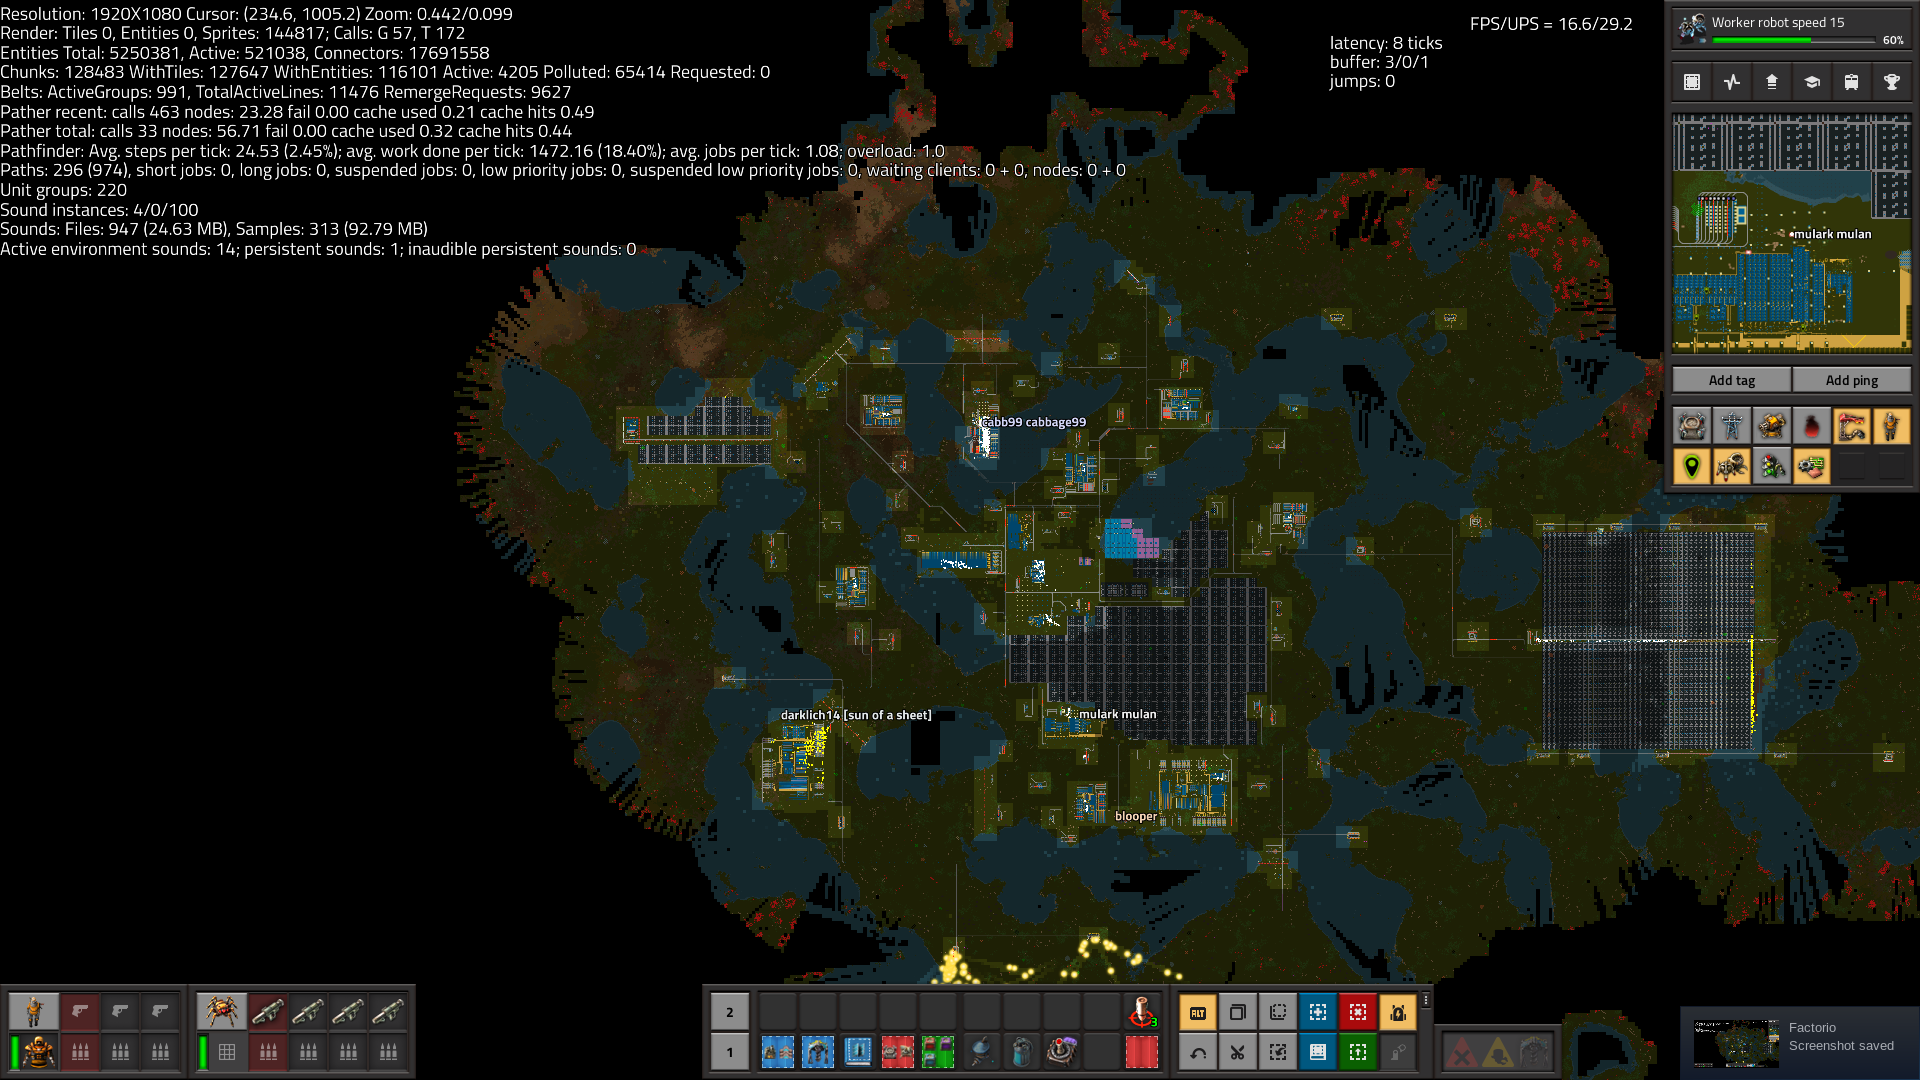 Resolution: 1920X1080 Cursor: (234.6, 1005.2) Zoom: 0.442/0.099
Render: Tiles 0, Entities 0, Sprites: 144817; Calls: G 57, T 172
Entities Total: 5250381, Active: 521038, Connectors: 17691558
Chunks: 128483 WithTiles: 127647 WithEntities: 116101 Active: 4205 Polluted: 65414 Requested: 0
Belts: ActiveGroups: 991, TotalActiveLines: 11476 RemergeRequests: 9627
Pather recent: calls 463 nodes: 23.28 fail 0.00 cache used 0.21 cache hits 0.49
Pather total: calls 33 nodes: 56.71 fail 0.00 cache used 0.32 cache hits 0.44
Pathfinder: Avg. steps per tick: 24.53 (2.45%); avg. work done per tick: 1472.16 (18.40%); avg. jobs per tick: 1.08; overload: 1.0
Paths: 296 (974), short jobs: 0, long jobs: 0, suspended jobs: 0, low priority jobs: 0, suspended low priority jobs: 0, waiting clients: 0 + 0, nodes: 0 + 0
Unit groups: 220
Sound instances: 4/0/100
Sounds: Files: 947 (24.63 MB), Samples: 313 (92.79 MB)
Active environment sounds: 14; persistent sounds: 1; inaudible persistent sounds: 0
FPS/UPS = 16.6/29.2
latency: 8 ticks
buffer: 3/0/1
jumps: 0
Worker robot speed 15
60%
mulark mulan
Add tag
Add ping
cabb99 cabbage99
darklich14 [sun of a sheet]
mulark mulan
blooper
2
3
ALT
1
Factorio
Screenshot saved